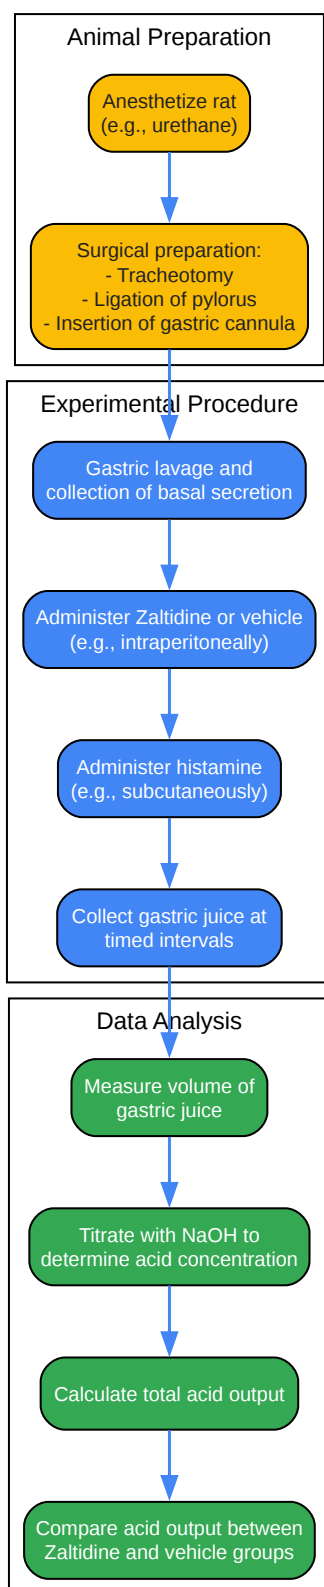 Animal Preparation
Anesthetize rat
(e.g., urethane)
Surgical preparation:
- Tracheotomy
- Ligation of pylorus
- Insertion of gastric cannula
Experimental Procedure
Gastric lavage and
collection of basal secretion
Administer Zaltidine or vehicle
(e.g., intraperitoneally)
Administer histamine
(e.g., subcutaneously)
Collect gastric juice at
timed intervals
Data Analysis
Measure volume of
gastric juice
Titrate with NaOH to
determine acid concentration
Calculate total acid output
Compare acid output between
Zaltidine and vehicle groups